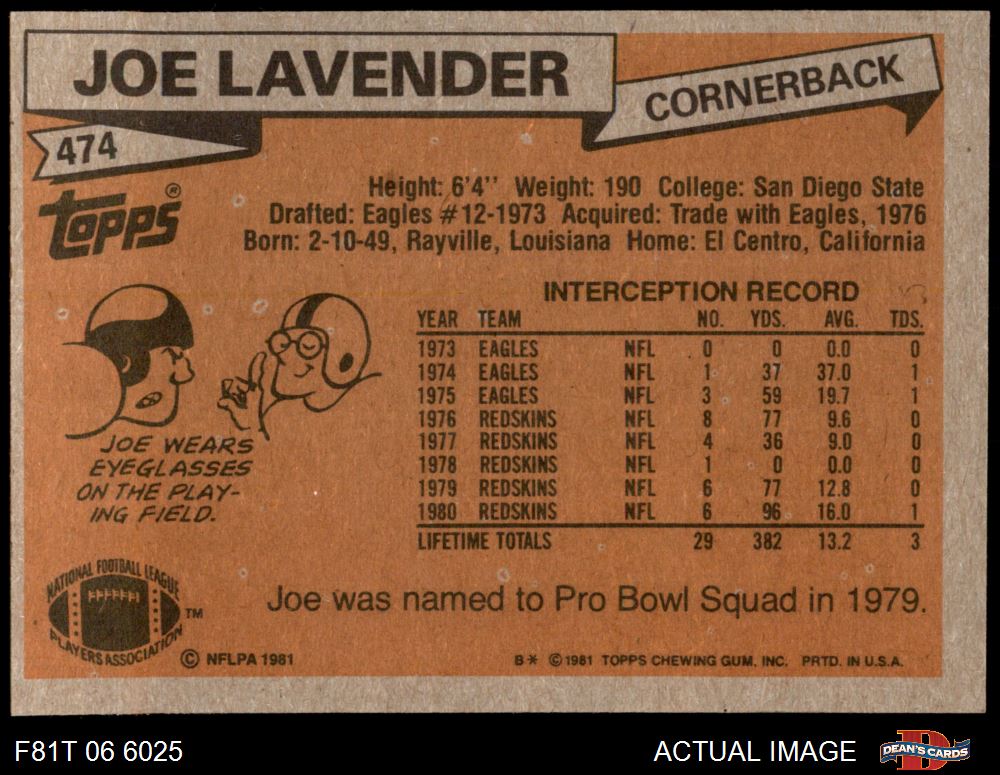 JOE LAVENDER
CORNERBACK
474
topps®
Height: 6'4" Weight: 190 College: San Diego State
Drafted: Eagles #12-1973 Acquired: Trade with Eagles, 1976
Born: 2-10-49, Rayville, Louisiana Home: El Centro, California
INTERCEPTION RECORD
YEAR TEAM NO. YDS. AVG. TDS.
1973 EAGLES NFL 0 0 0.0 0
1974 EAGLES NFL 1 37 37.0 1
1975 EAGLES NFL 3 59 19.7 1
1976 REDSKINS NFL 8 77 9.6 0
1977 REDSKINS NFL 4 36 9.0 0
1978 REDSKINS NFL 1 0 0.0 0
1979 REDSKINS NFL 6 77 12.8 0
1980 REDSKINS NFL 6 96 16.0 1
LIFETIME TOTALS 29 382 13.2 3
JOE WEARS
EYEGLASSES
ON THE PLAY-
ING FIELD.
Joe was named to Pro Bowl Squad in 1979.
NATIONAL FOOTBALL LEAGUE
PLAYERS ASSOCIATION
TM
© NFLPA 1981
B* © 1981 TOPPS CHEWING GUM, INC. PRTD. IN U.S.A.
F81T 06 6025
ACTUAL IMAGE
DEAN'S CARDS